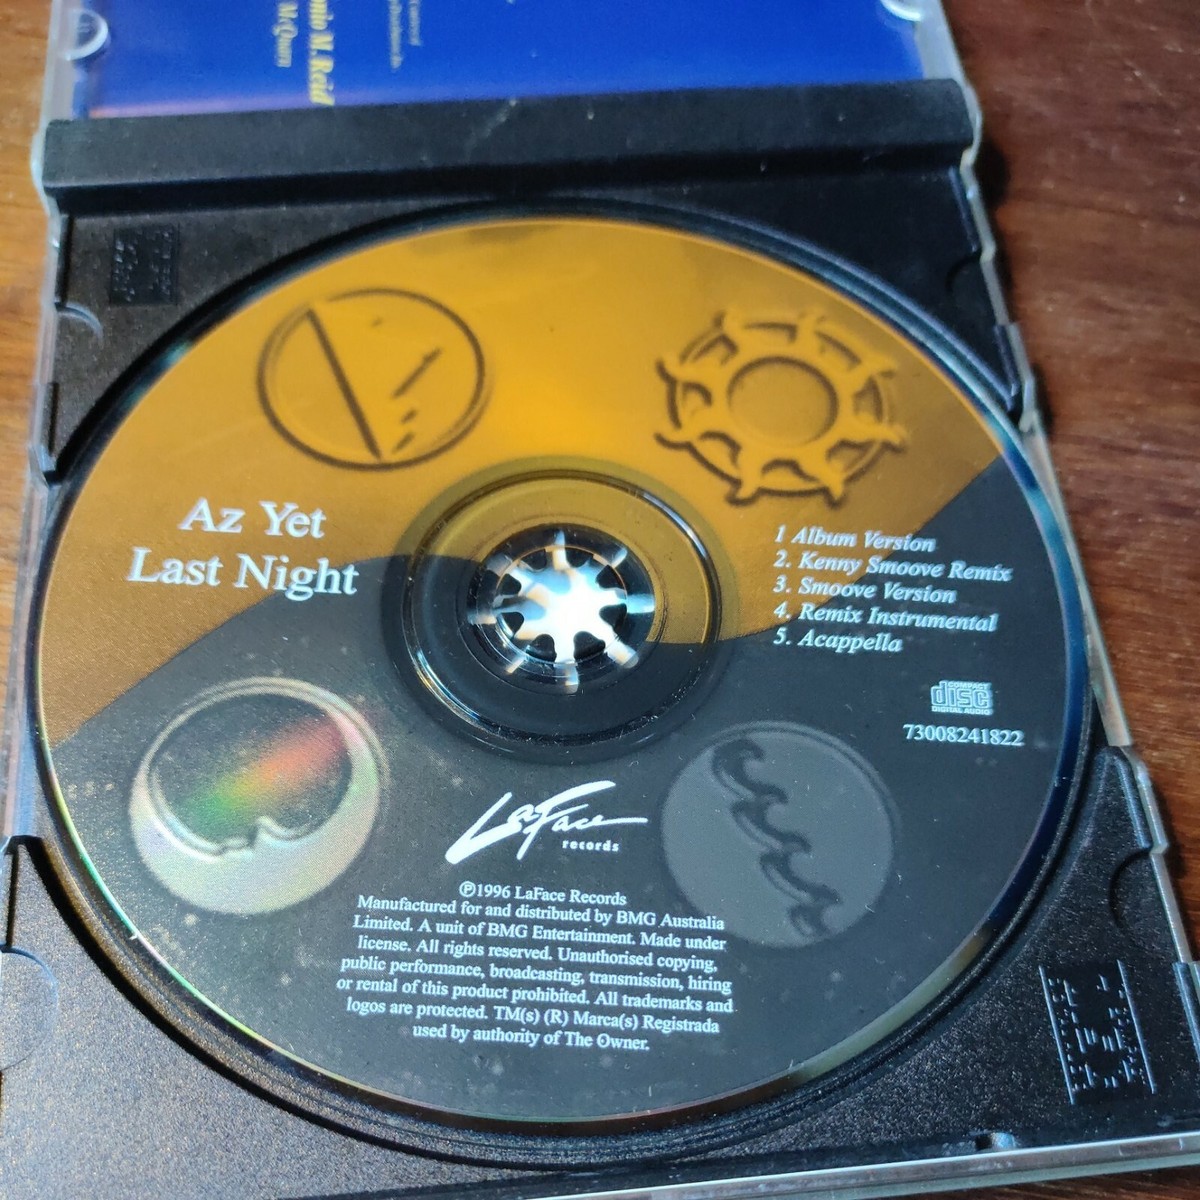 nio M. Reid
McQuen
Az Yet
Last Night
1 Album Version
2. Kenny Smoove Remix
3. Smoove Version
4. Remix Instrumental
5. Acappella
COMPACT
disc
DIGITAL AUDIO
73008241822
LaFace
records
℗1996 LaFace Records
Manufactured for and distributed by BMG Australia
Limited. A unit of BMG Entertainment. Made under
license. All rights reserved. Unauthorised copying,
public performance, broadcasting, transmission, hiring
or rental of this product prohibited. All trademarks and
logos are protected. TM(s) (R) Marca(s) Registrada
used by authority of The Owner.